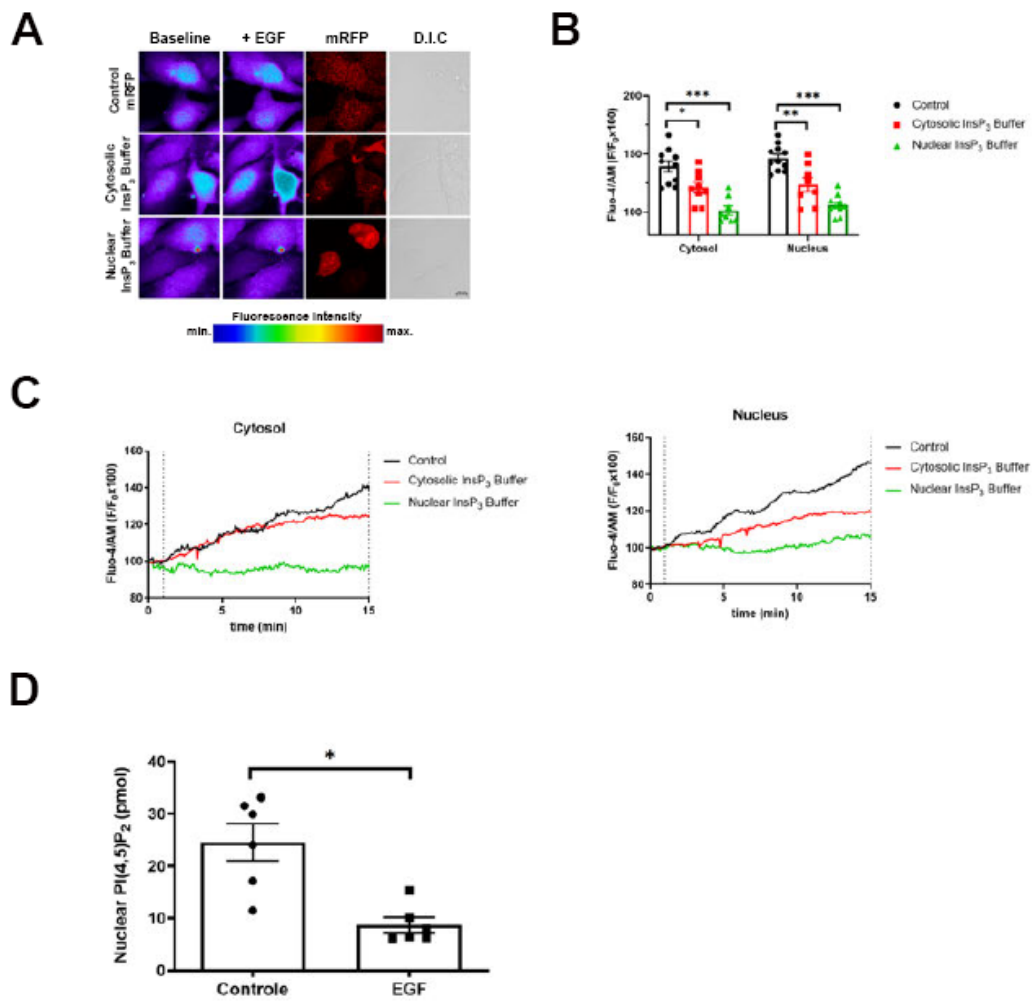 A
Baseline + EGF mRFP D.I.C
Control
mRFP
Cytosolic
InsP3 Buffer
Nuclear
InsP3 Buffer
Fluorescence Intensity
min. max.
B
Fluo-4/AM (F/F0x100)
200
150
100
*** ***
* **
Control
Cytosolic InsP3 Buffer
Nuclear InsP3 Buffer
Cytosol Nucleus
C
Cytosol
Fluo-4/AM (F/F0x100)
160
140
120
100
80
0 5 10 15
time (min)
Control
Cytosolic InsP3 Buffer
Nuclear InsP3 Buffer
Nucleus
Fluo-4/AM (F/F0x100)
160
140
120
100
80
0 5 10 15
time (min)
Control
Cytosolic InsP3 Buffer
Nuclear InsP3 Buffer
D
Nuclear PI(4,5)P2 (pmol)
40
30
20
10
0
*
Controle EGF